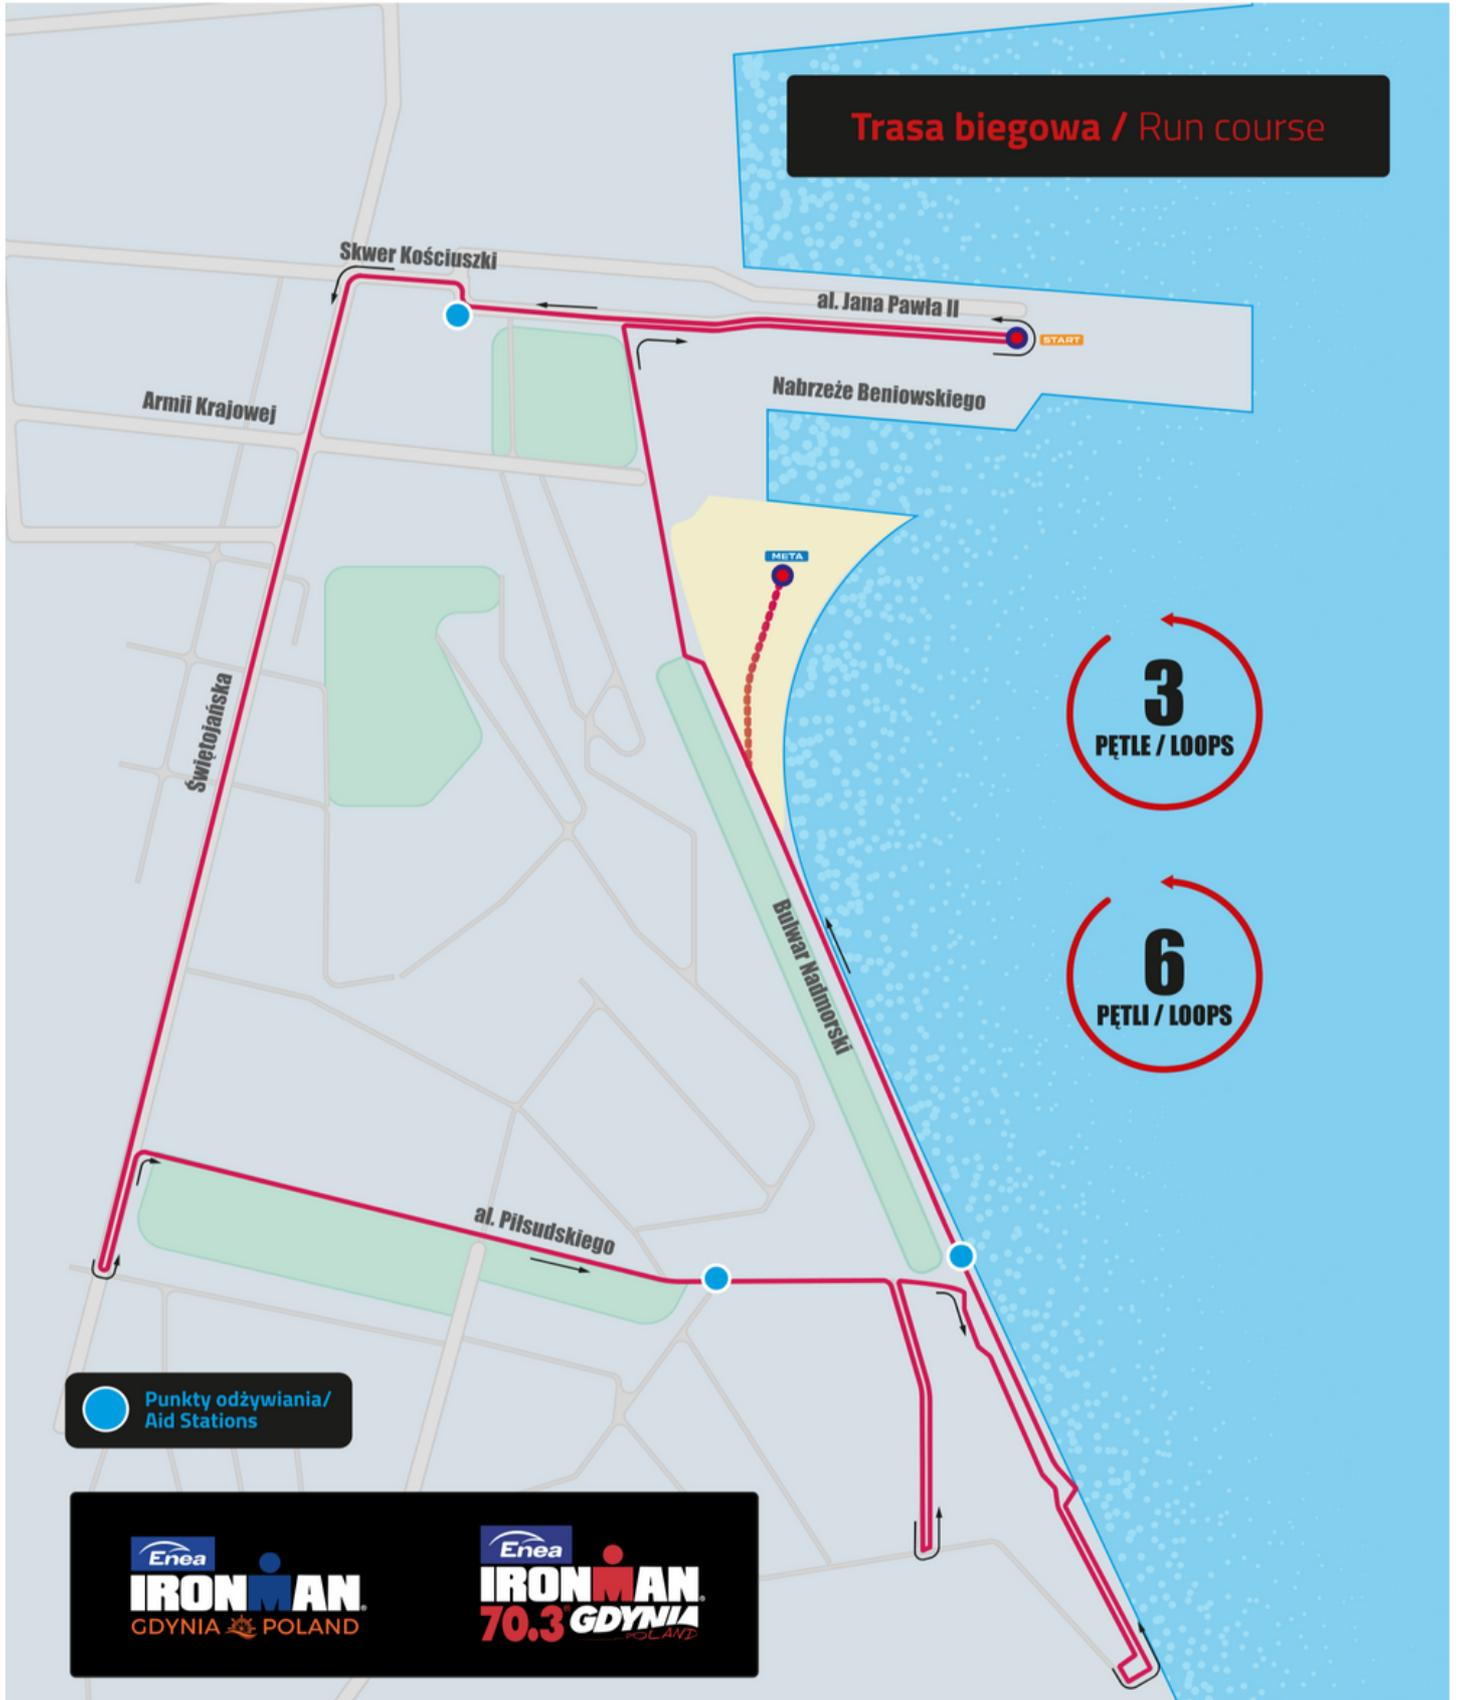 Trasa biegowa / Run course
Skwer Kościuszki
al. Jana Pawła II
START
Nabrzeże Beniowskiego
Armii Krajowej
META
3
PĘTLE / LOOPS
Świętojańska
Bulwar Nadmorski
6
PĘTLI / LOOPS
al. Piłsudskiego
Punkty odżywiania/
Aid Stations
Enea
IRONMAN®
GDYNIA POLAND
Enea
IRONMAN®
70.3® GDYNIA
POLAND